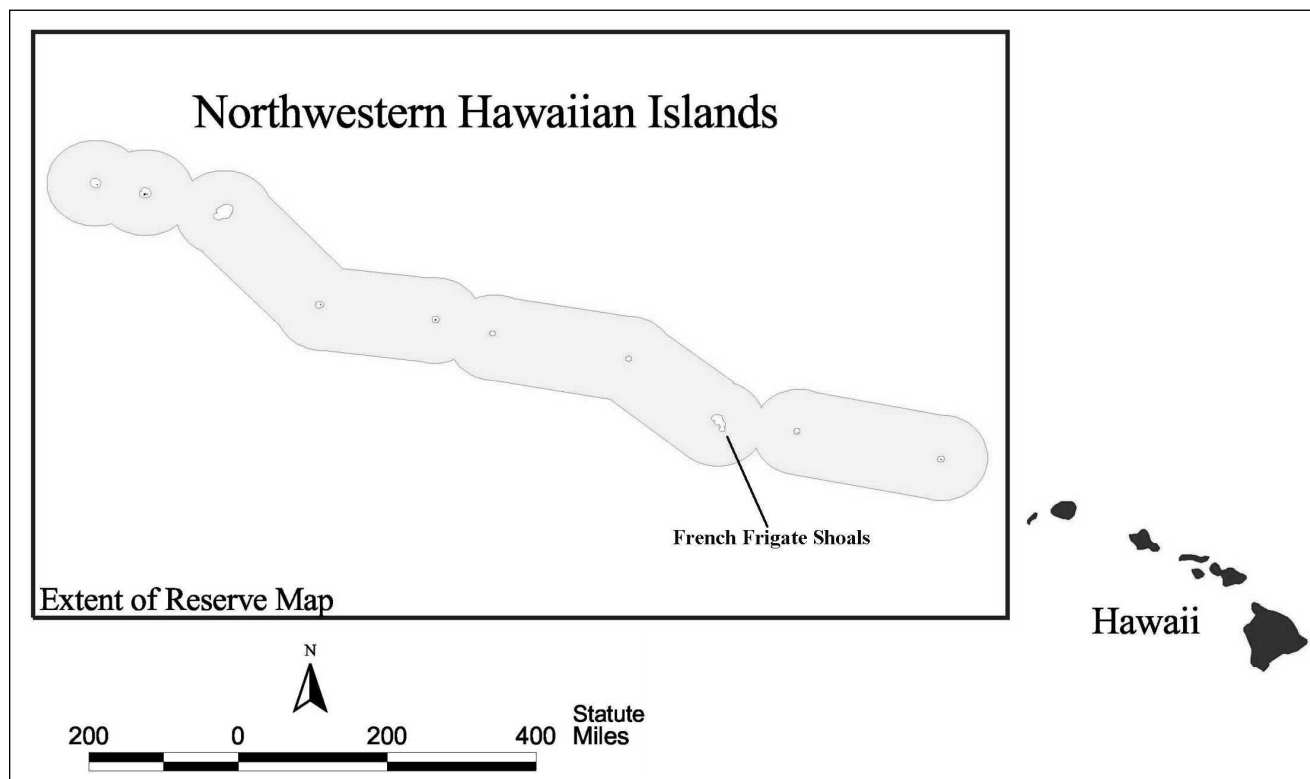 Northwestern Hawaiian Islands
French Frigate Shoals
Extent of Reserve Map
Hawaii
N
200 0 200 400 Statute Miles